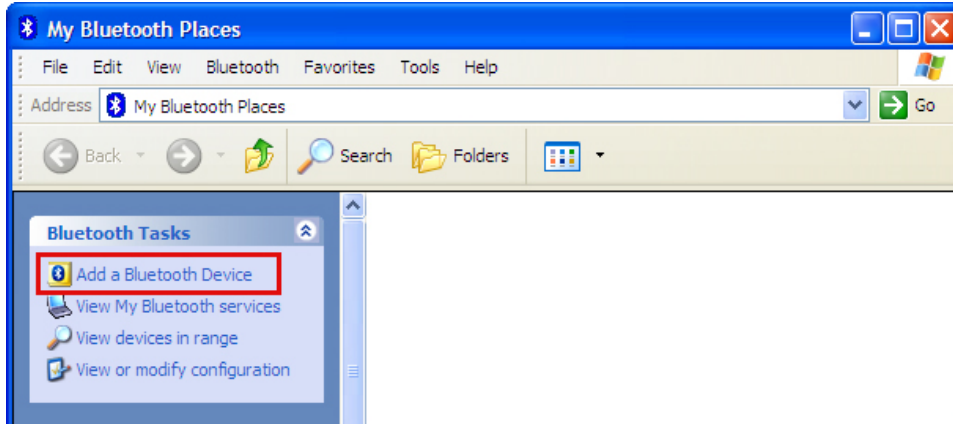 My Bluetooth Places
File Edit View Bluetooth Favorites Tools Help
Address My Bluetooth Places Go
Back Search Folders
Bluetooth Tasks
Add a Bluetooth Device
View My Bluetooth services
View devices in range
View or modify configuration